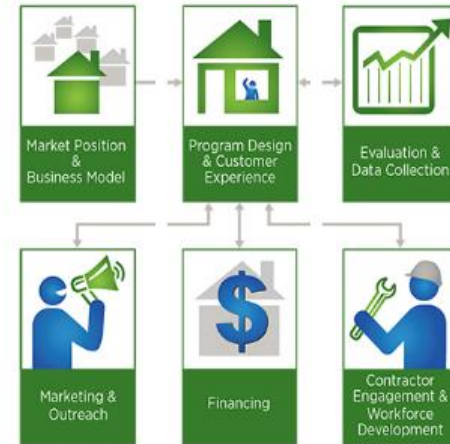 Market Position
&
Business Model
Program Design
& Customer
Experience
Evaluation &
Data Collection
Marketing &
Outreach
Financing
Contractor
Engagement &
Workforce
Development
$